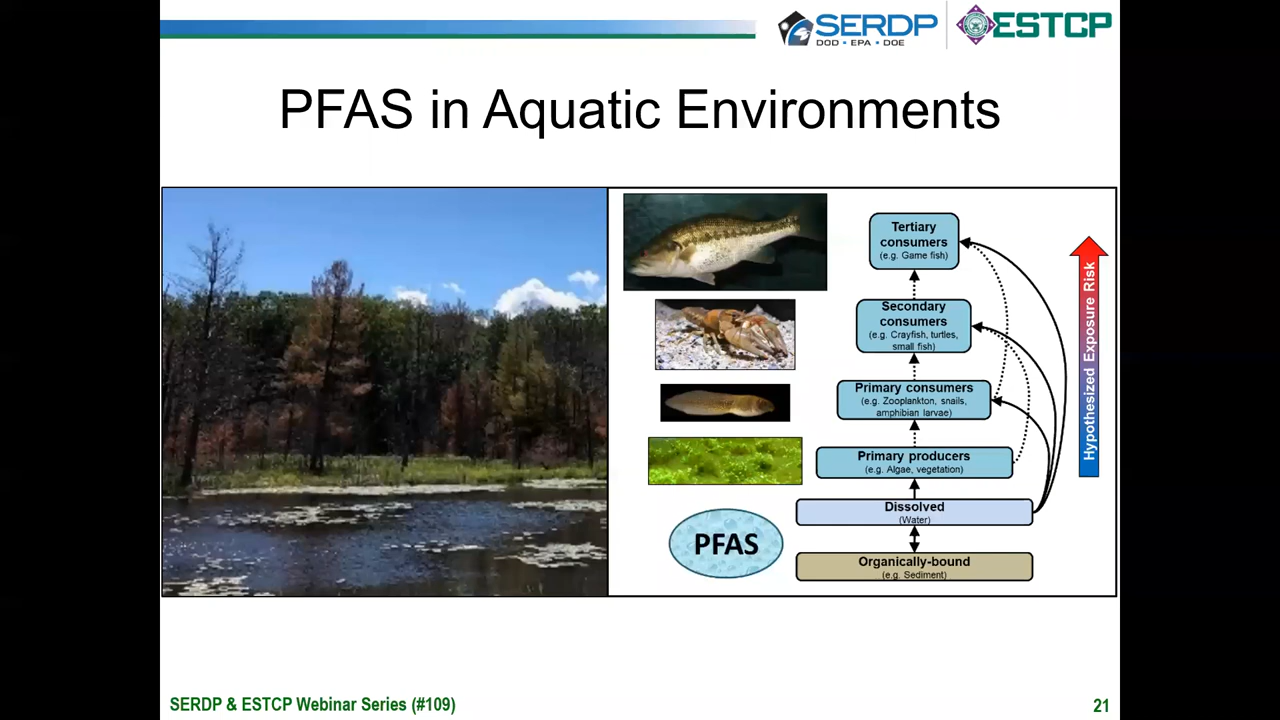 SERDP
DOD • EPA • DOE
ESTCP
PFAS in Aquatic Environments
Tertiary
consumers
(e.g. Game fish)
Secondary
consumers
(e.g. Crayfish, turtles,
small fish)
Primary consumers
(e.g. Zooplankton, snails,
amphibian larvae)
Primary producers
(e.g. Algae, vegetation)
Dissolved
(Water)
Organically-bound
(e.g. Sediment)
PFAS
Hypothesized Exposure Risk
SERDP & ESTCP Webinar Series (#109)
21